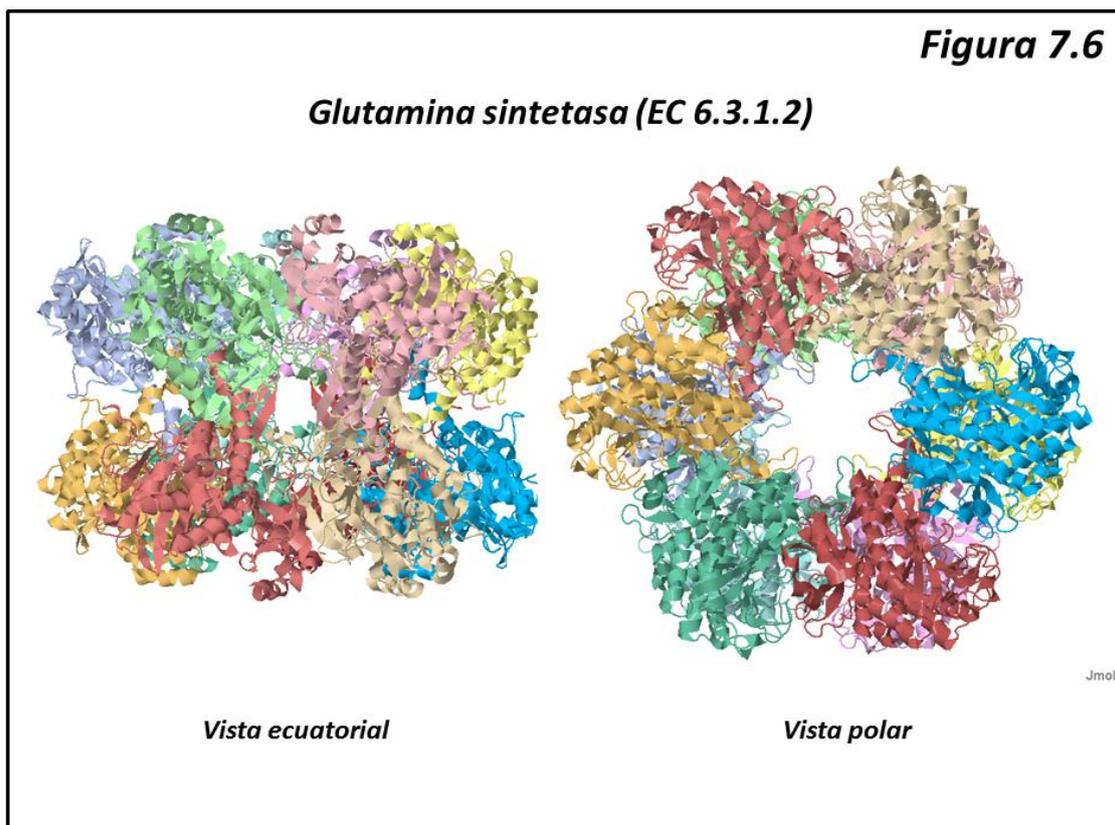 Figura 7.6
Glutamina sintetasa (EC 6.3.1.2)
Jmol
Vista ecuatorial
Vista polar